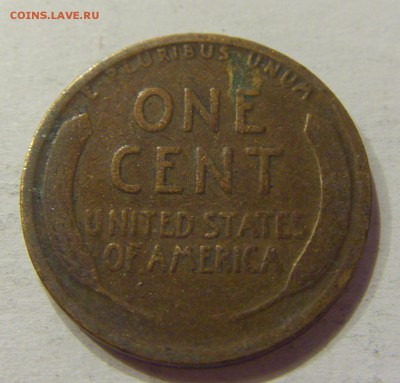 COINS.LAVE.RU
E PLURIBUS UNUM
ONE
CENT
UNITED STATES
OF AMERICA